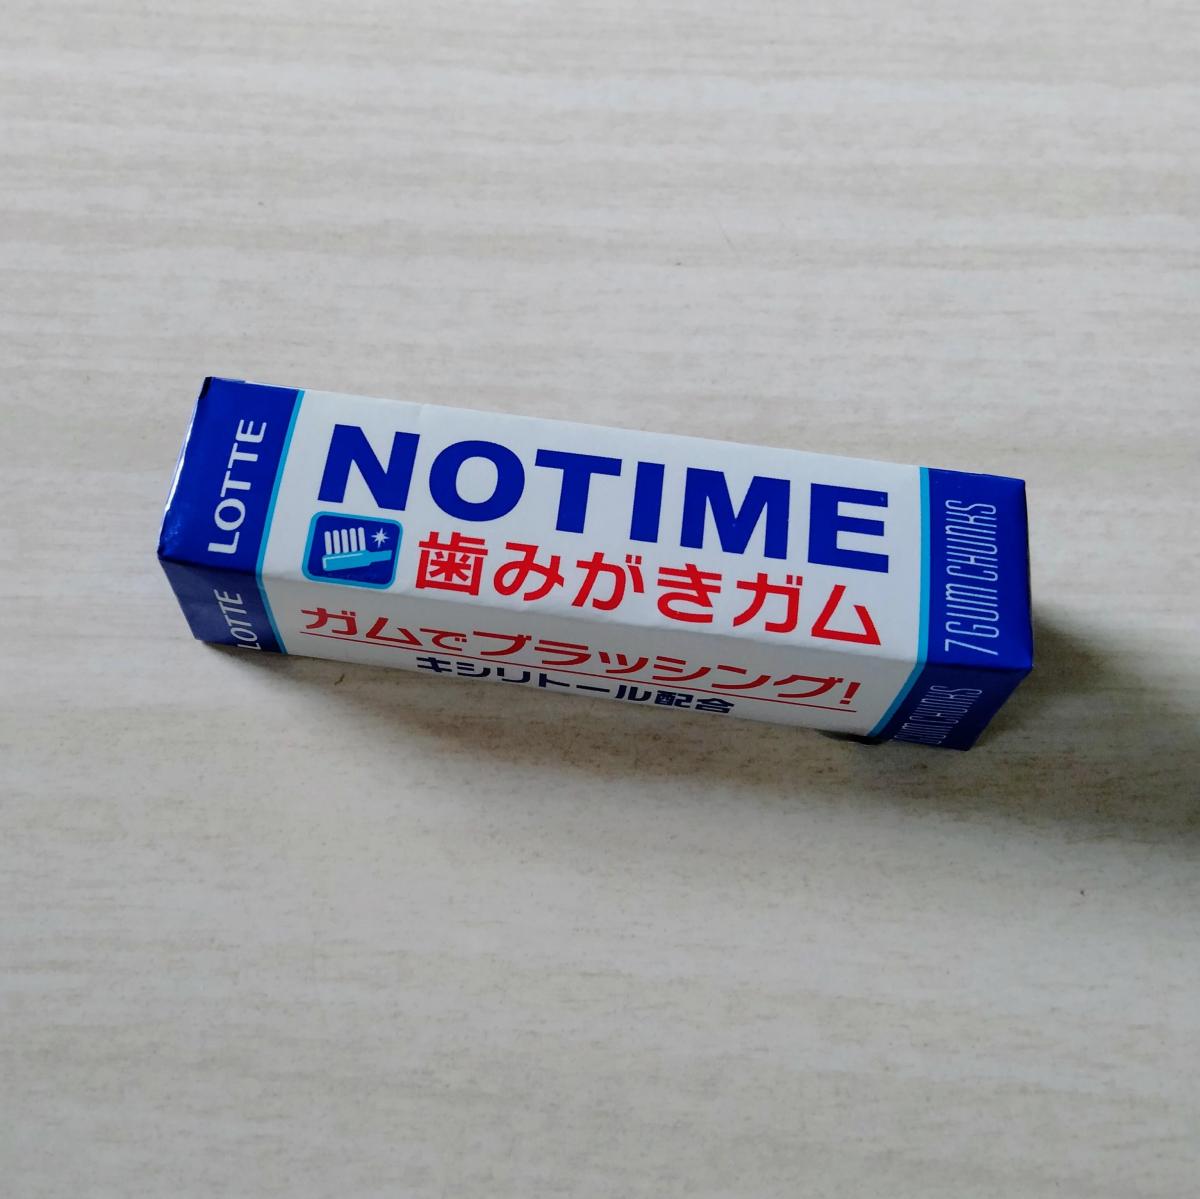 LOTTE
NOTIME
歯みがきガム
7 GUM CHUNKS
LOTTE
ガムでブラッシング!
キシリトール配合
GUM CHUNKS